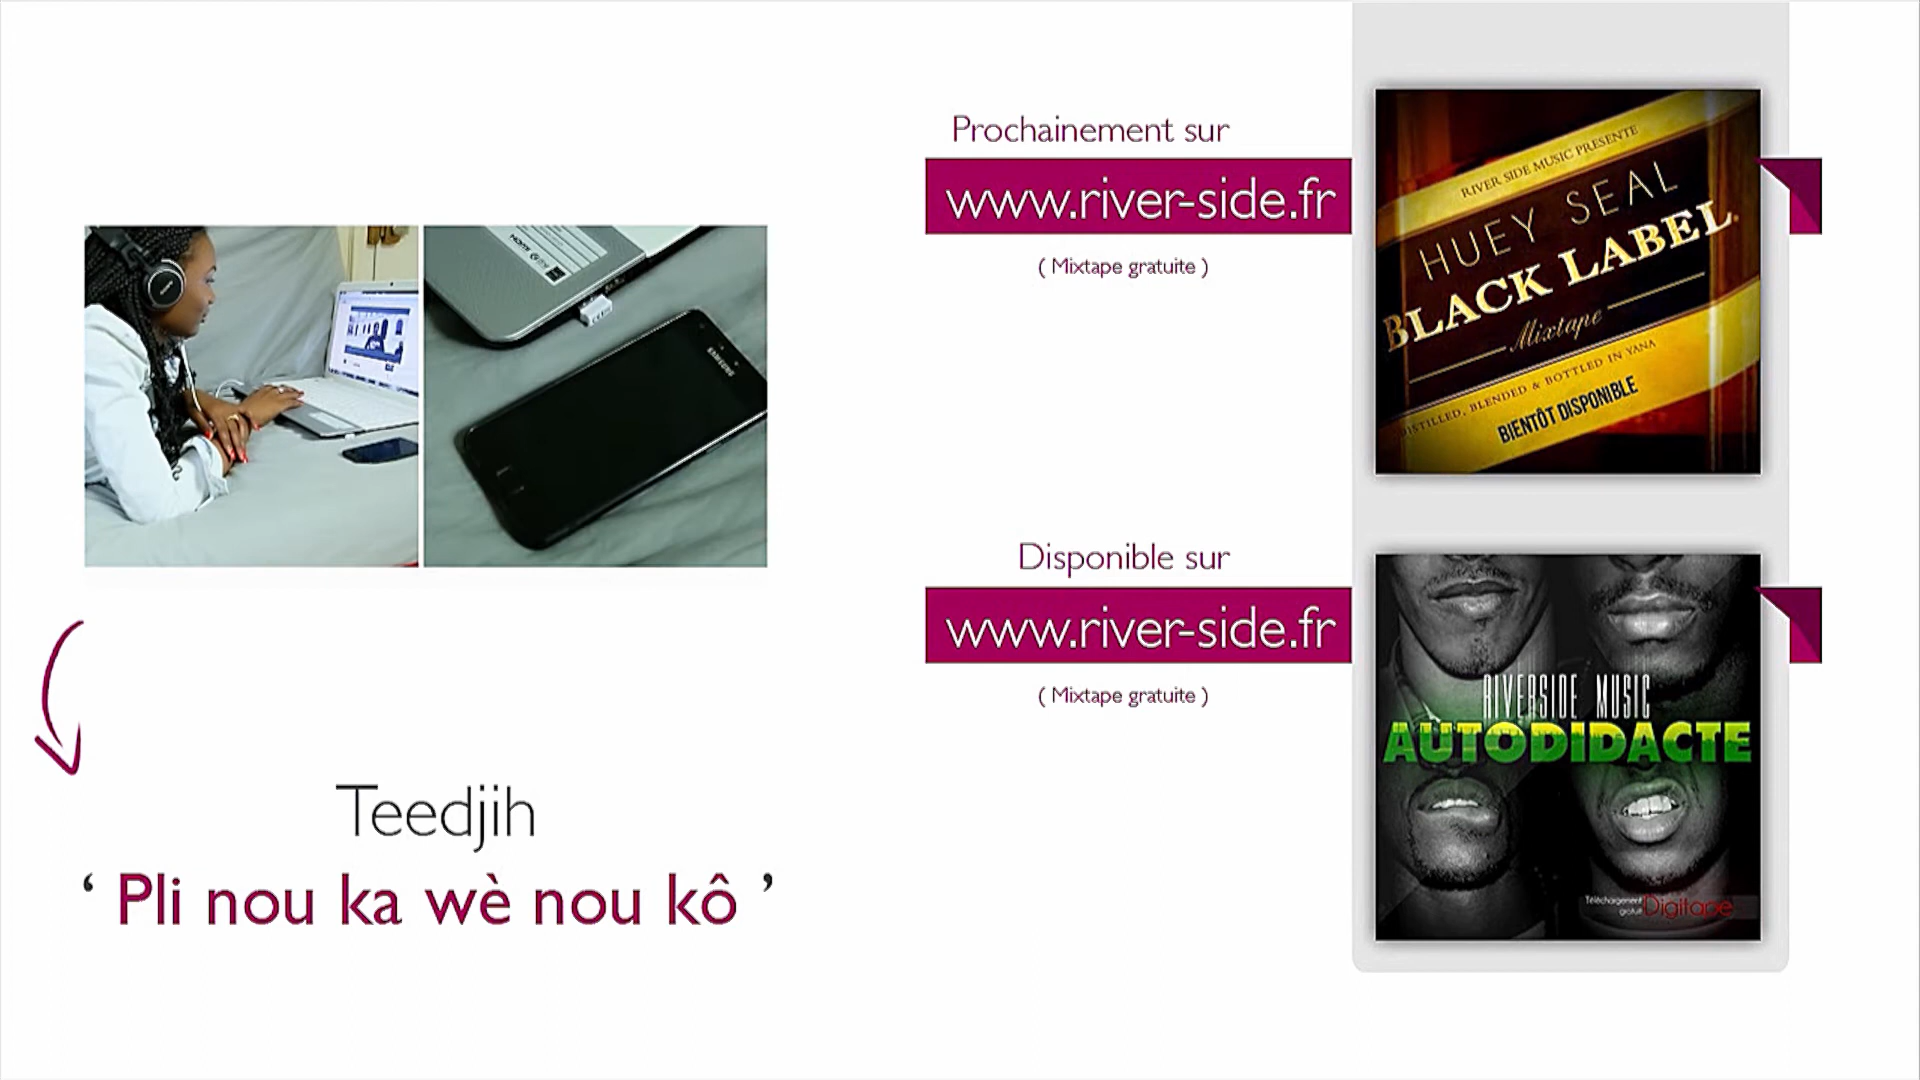 Prochainement sur
www.river-side.fr
( Mixtape gratuite )
RIVER SIDE MUSIC PRESENTE
HUEY SEAL
BLACK LABEL
Mixtape
DISTILLED, BLENDED & BOTTLED IN YANA
BIENTÔT DISPONIBLE
SAMSUNG
Disponible sur
www.river-side.fr
( Mixtape gratuite )
RIVERSIDE MUSIC
AUTODIDACTE
Téléchargement
gratuit
Digitape
Teedjih
‘ Pli nou ka wè nou kô ’